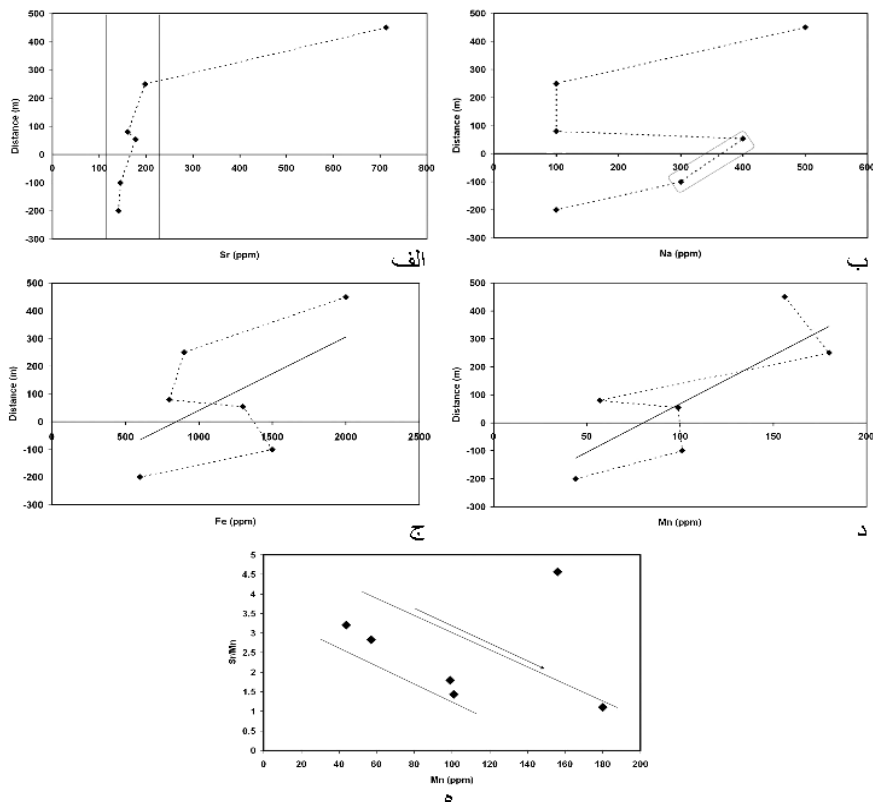 500
400
300
200
100
0
-100
-200
-300
0 100 200 300 400 500 600 700 800
Distance (m)
Sr (ppm)
الف
500
400
300
200
100
0
-100
-200
-300
0 100 200 300 400 500 600
Distance (m)
Na (ppm)
ب
500
400
300
200
100
0
-100
-200
-300
0 500 1000 1500 2000 2500
Distance (m)
Fe (ppm)
ج
500
400
300
200
100
0
-100
-200
-300
0 50 100 150 200
Distance (m)
Mn (ppm)
د
5
4.5
4
3.5
3
2.5
2
1.5
1
0.5
0
0 20 40 60 80 100 120 140 160 180 200
Sr/Mn
Mn (ppm)
ه